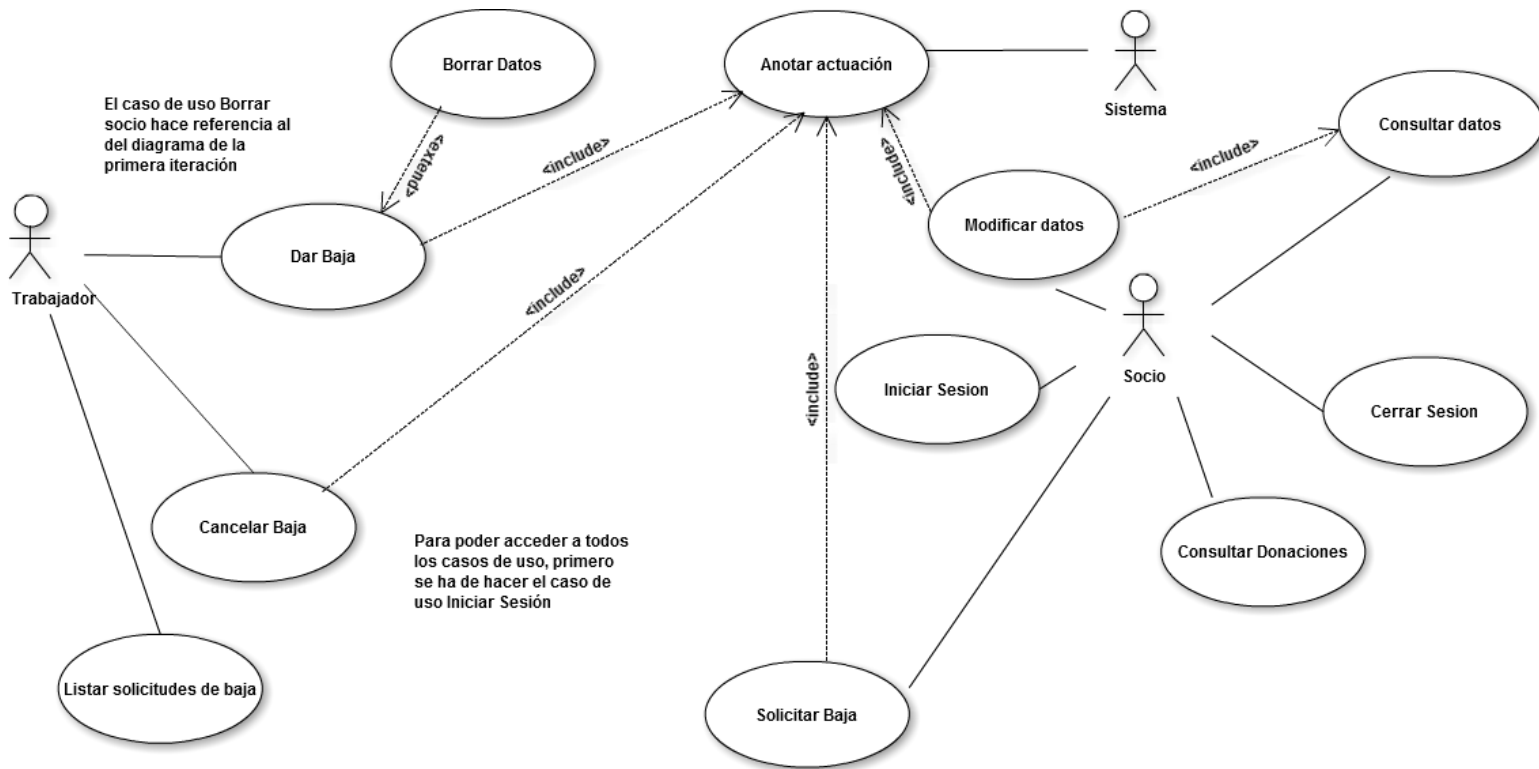 Borrar Datos
Anotar actuación
Sistema
Consultar datos
El caso de uso Borrar
socio hace referencia al
del diagrama de la
primera iteración
<extend>
<include>
<include>
<include>
Modificar datos
Dar Baja
Trabajador
<include>
<include>
Iniciar Sesion
Socio
Cerrar Sesion
Cancelar Baja
Para poder acceder a todos
los casos de uso, primero
se ha de hacer el caso de
uso Iniciar Sesión
Consultar Donaciones
Listar solicitudes de baja
Solicitar Baja